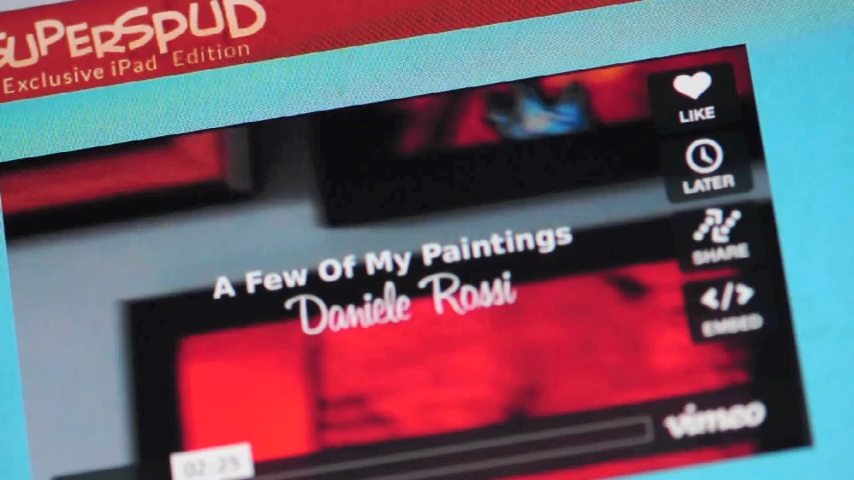 SUPERSPUD
Exclusive iPad Edition
LIKE
LATER
SHARE
EMBED
A Few Of My Paintings
Daniele Rossi
vimeo
02:25